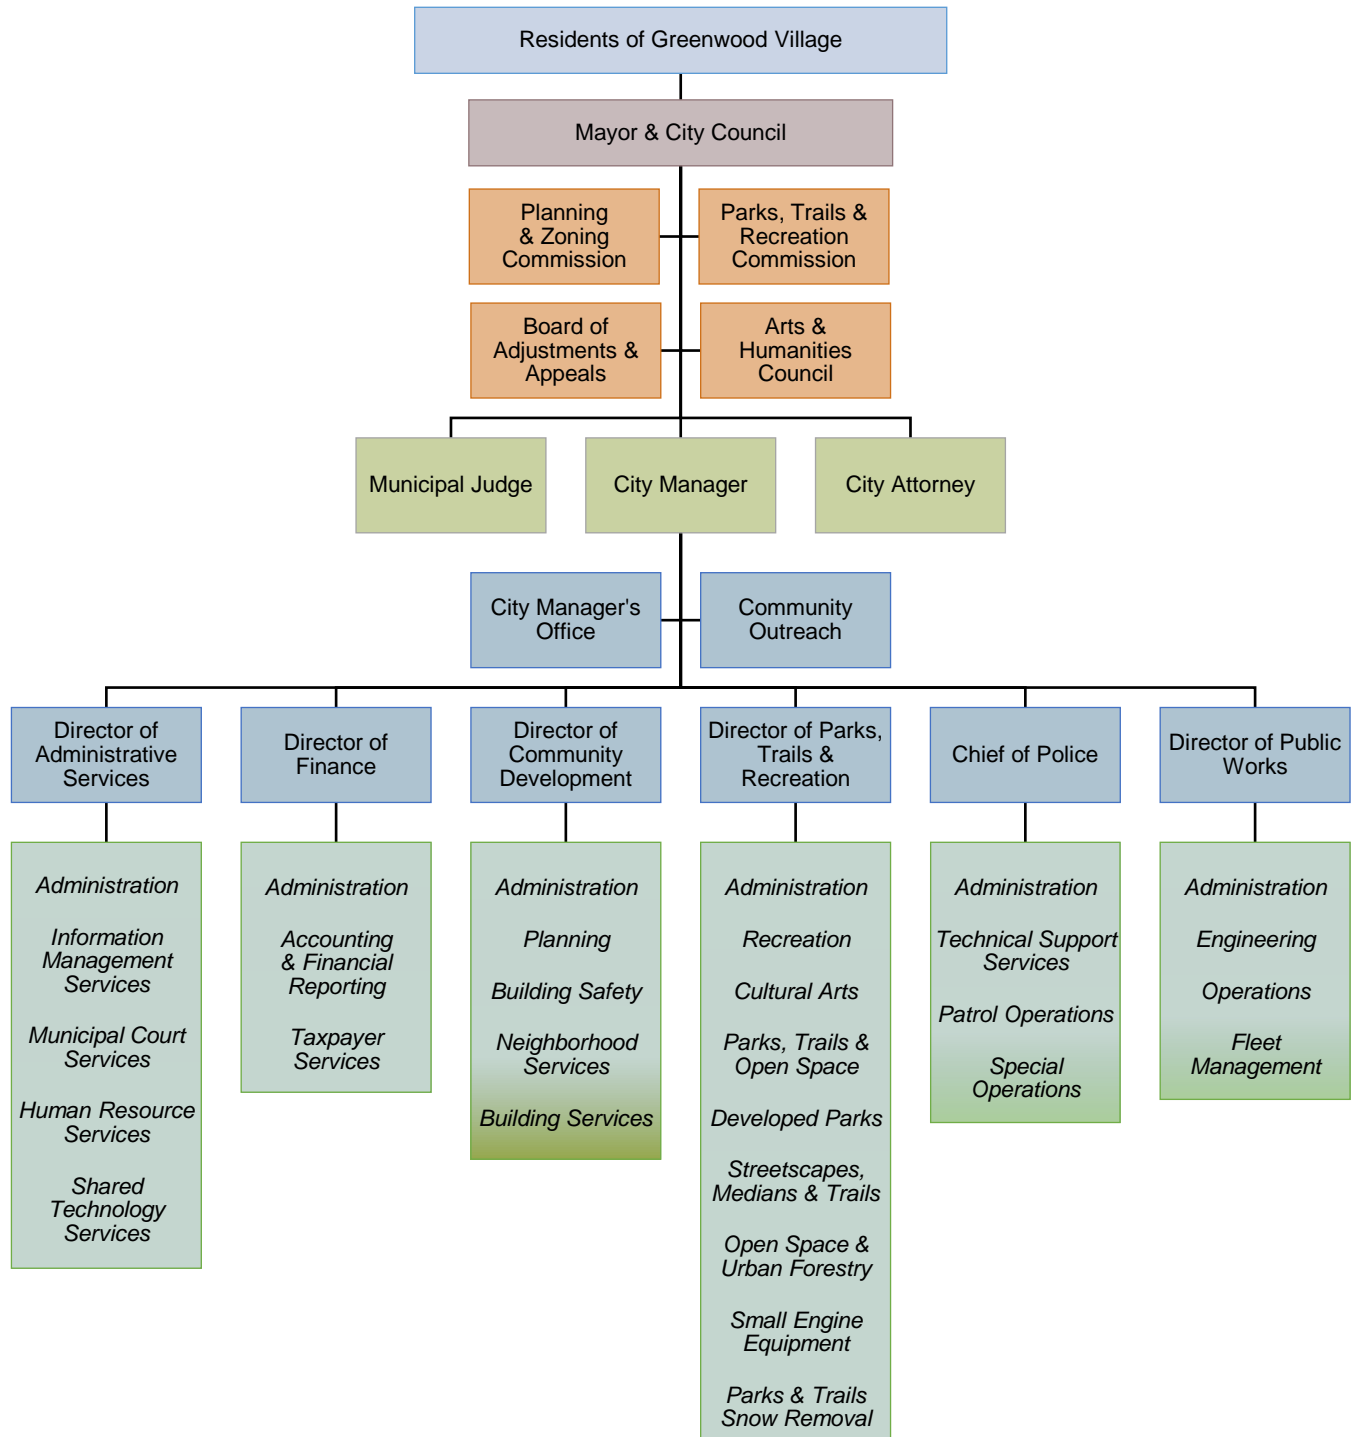 Residents of Greenwood Village
Mayor & City Council
Planning
& Zoning
Commission
Parks, Trails &
Recreation
Commission
Board of
Adjustments &
Appeals
Arts &
Humanities
Council
Municipal Judge
City Manager
City Attorney
City Manager's
Office
Community
Outreach
Director of
Administrative
Services
Director of
Finance
Director of
Community
Development
Director of Parks,
Trails &
Recreation
Chief of Police
Director of Public
Works
Administration
Information
Management
Services
Municipal Court
Services
Human Resource
Services
Shared
Technology
Services
Administration
Accounting
& Financial
Reporting
Taxpayer
Services
Administration
Planning
Building Safety
Neighborhood
Services
Building Services
Administration
Recreation
Cultural Arts
Parks, Trails &
Open Space
Developed Parks
Streetscapes,
Medians & Trails
Open Space &
Urban Forestry
Small Engine
Equipment
Parks & Trails
Snow Removal
Administration
Technical Support
Services
Patrol Operations
Special
Operations
Administration
Engineering
Operations
Fleet
Management